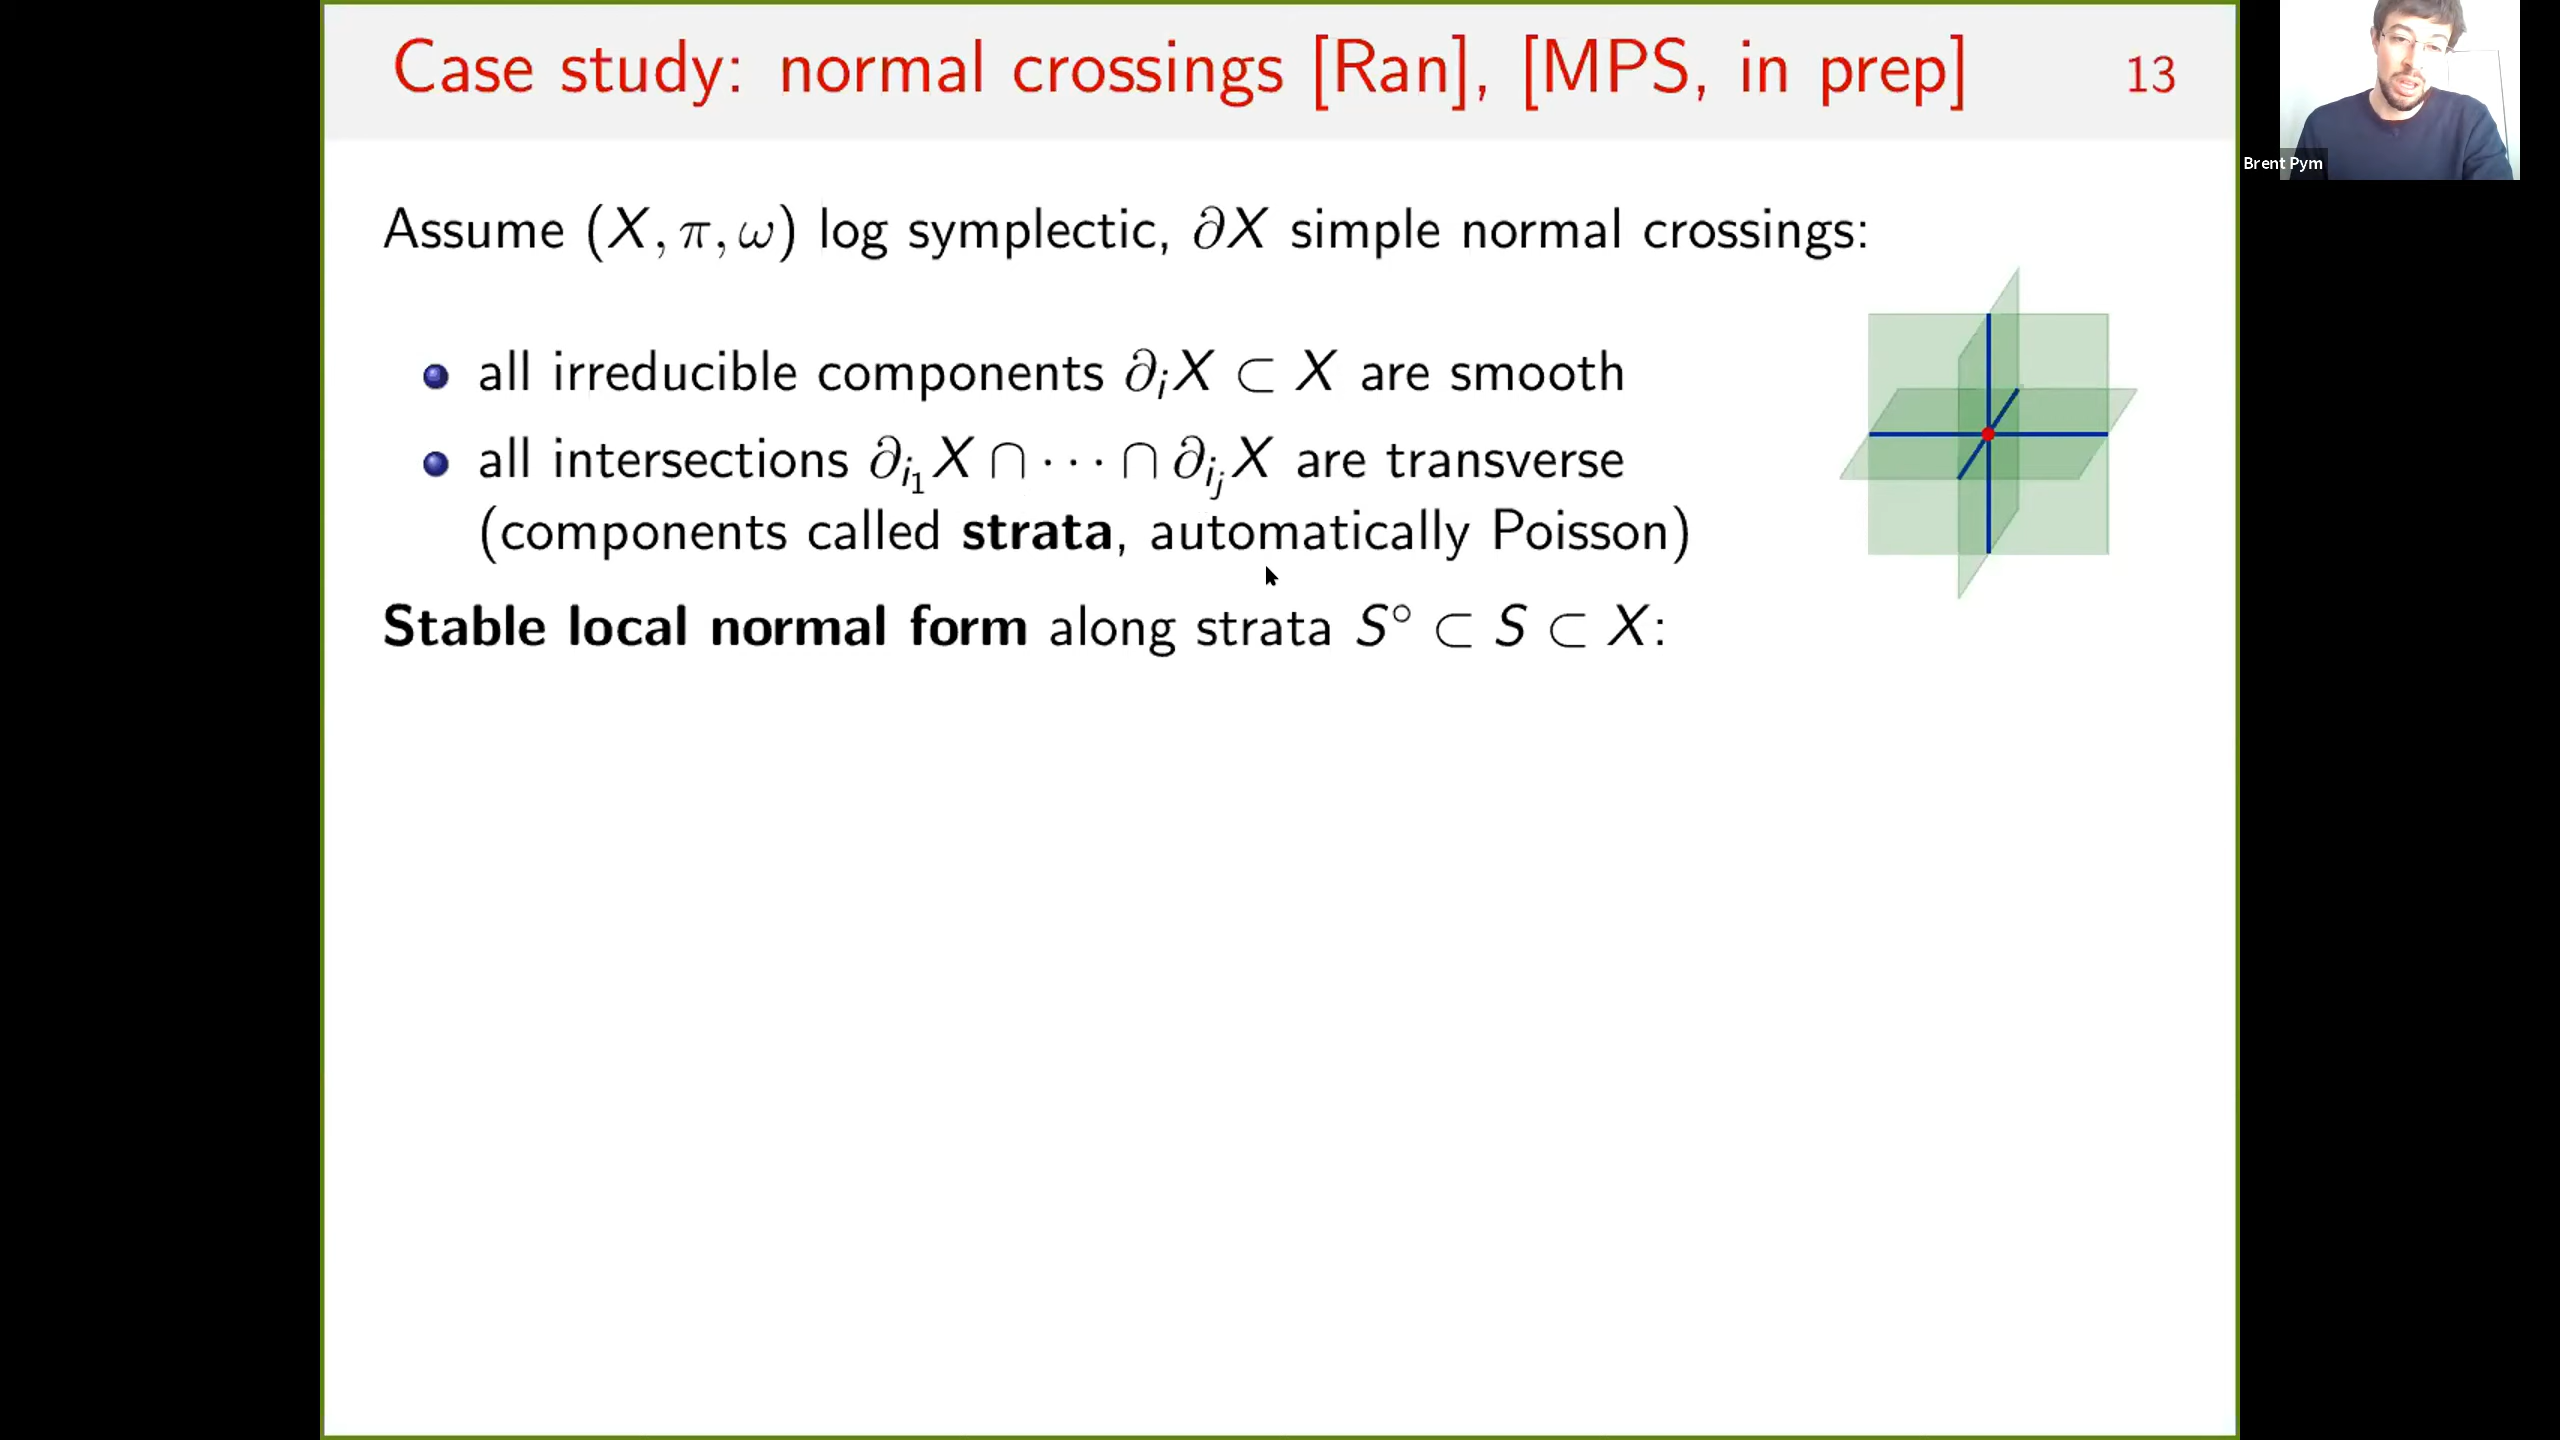 Case study: normal crossings [Ran], [MPS, in prep]
13
Brent Pym
Assume (X, π, ω) log symplectic, ∂X simple normal crossings:
all irreducible components ∂ᵢX ⊂ X are smooth
all intersections ∂_{i₁}X ∩ ⋯ ∩ ∂_{i_j}X are transverse
(components called strata, automatically Poisson)
Stable local normal form along strata S° ⊂ S ⊂ X: